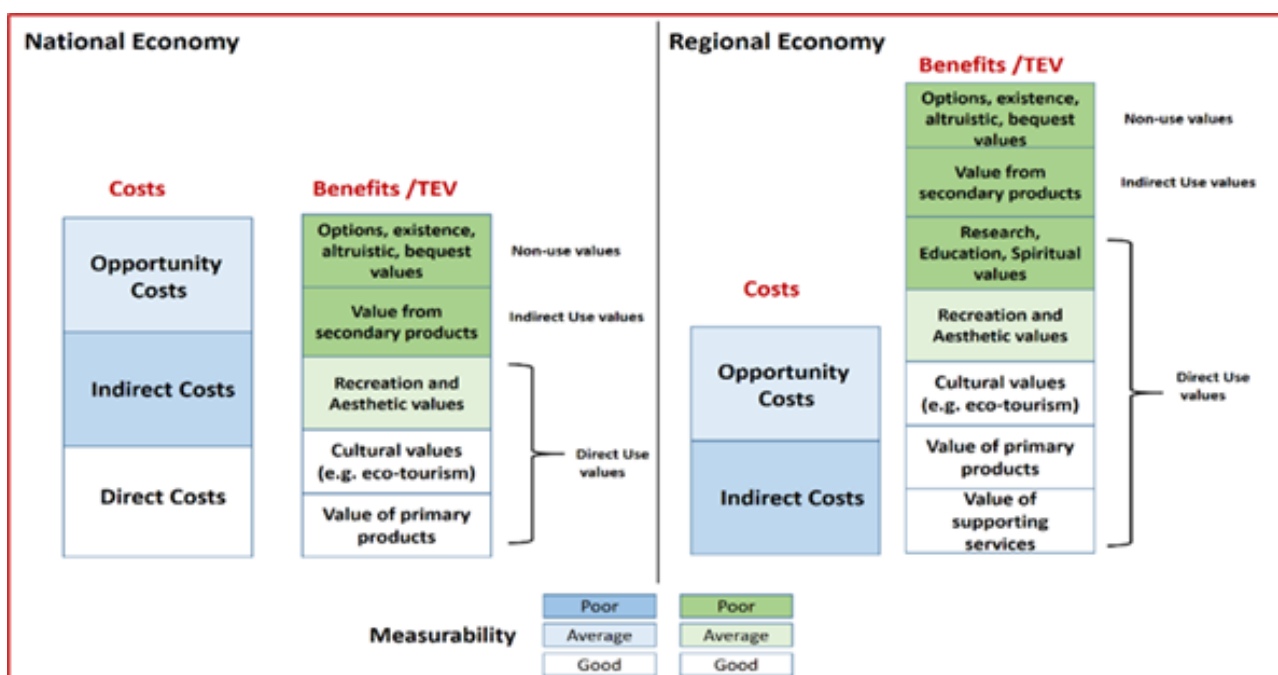 National Economy
Costs
Opportunity
Costs
Indirect Costs
Direct Costs
Benefits /TEV
Options, existence,
altruistic, bequest
values
Value from
secondary products
Recreation and
Aesthetic values
Cultural values
(e.g. eco-tourism)
Value of primary
products
Non-use values
Indirect Use values
Direct Use
values
Regional Economy
Costs
Opportunity
Costs
Indirect Costs
Benefits /TEV
Options, existence,
altruistic, bequest
values
Value from
secondary products
Research,
Education, Spiritual
values
Recreation and
Aesthetic values
Cultural values
(e.g. eco-tourism)
Value of primary
products
Value of
supporting
services
Non-use values
Indirect Use values
Direct Use
values
Measurability
Poor
Average
Good
Poor
Average
Good